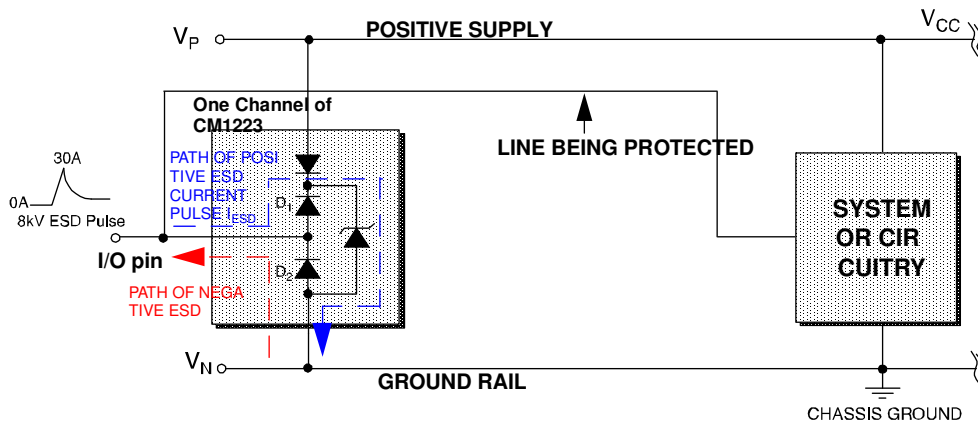 V_P
POSITIVE SUPPLY
V_CC
One Channel of
CM1223
LINE BEING PROTECTED
30A
0A
8kV ESD Pulse
PATH OF POSI
TIVE ESD
CURRENT
PULSE I_ESD
D_1
I/O pin
D_2
PATH OF NEGA
TIVE ESD
SYSTEM
OR CIR
CUITRY
V_N
GROUND RAIL
CHASSIS GROUND